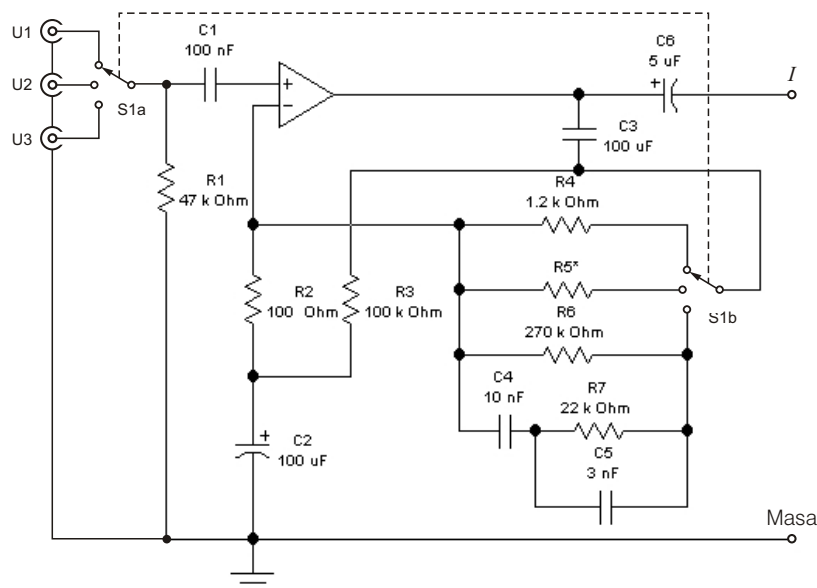 U1
U2
U3
S1a
C1
100 nF
+
−
R1
47 k Ohm
C6
5 uF
+
I
C3
100 uF
R4
1.2 k Ohm
R5*
S1b
R2
100 Ohm
R3
100 k Ohm
R6
270 k Ohm
C4
10 nF
R7
22 k Ohm
C5
3 nF
+
C2
100 uF
Masa